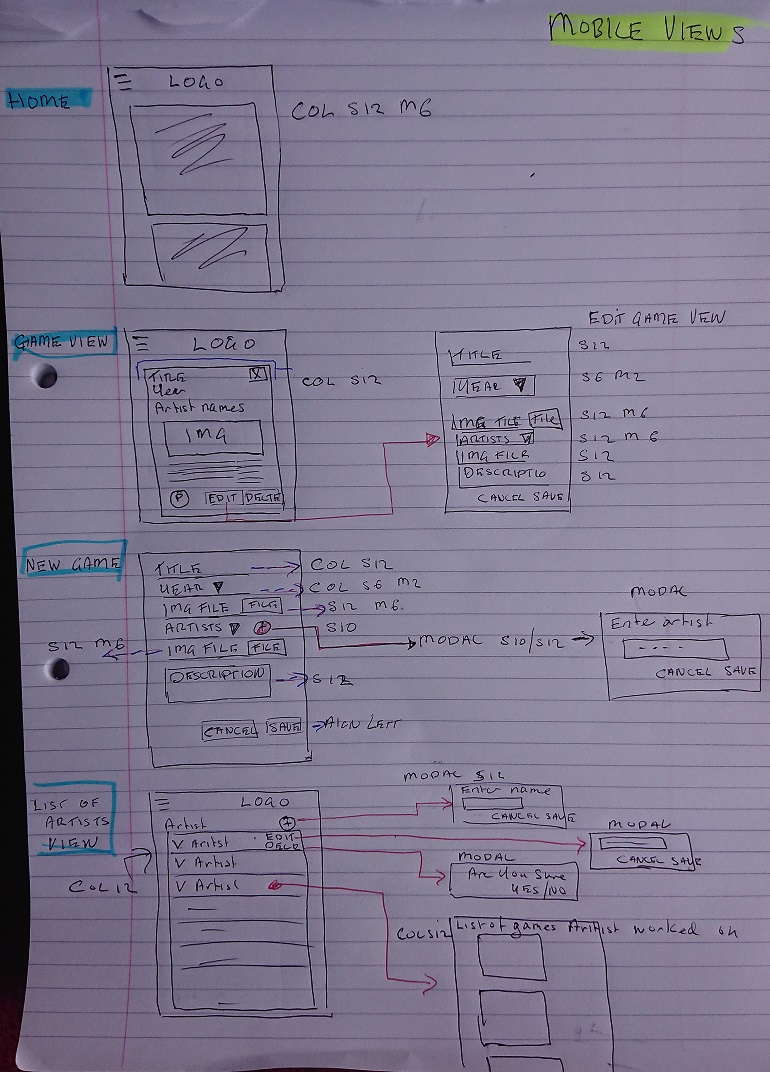 MOBILE VIEWS
HOME
LOGO
COL S12 M6
GAME VIEW
LOGO
TITLE X
Year
Artist names
IMG
P EDIT DELETE
COL S12
EDIT GAME VIEW
TITLE S12
YEAR S6 M2
IMG FILE File S12 M6
ARTISTS S12 M6
IMG FILE S12
DESCRIPTIO S12
CANCEL SAVE
NEW GAME
TITLE COL S12
YEAR COL S6 M2
IMG FILE FILE S12 M6.
ARTISTS + S10 MODAL S10/S12
S12 M6 IMG FILE FILE
DESCRIPTION S12
CANCEL SAVE ALIGN LEFT
MODAL
Enter artist
CANCEL SAVE
LIST OF
ARTISTS
VIEW
COL 12
LOGO
Artist +
V Aritst EDIT
DELE
V Artist
V Artist
MODAL S12
Enter name
CANCEL SAVE
MODAL
CANCEL SAVE
MODAL
Are You Sure
YES/NO
COL S12 List of games Artist worked on